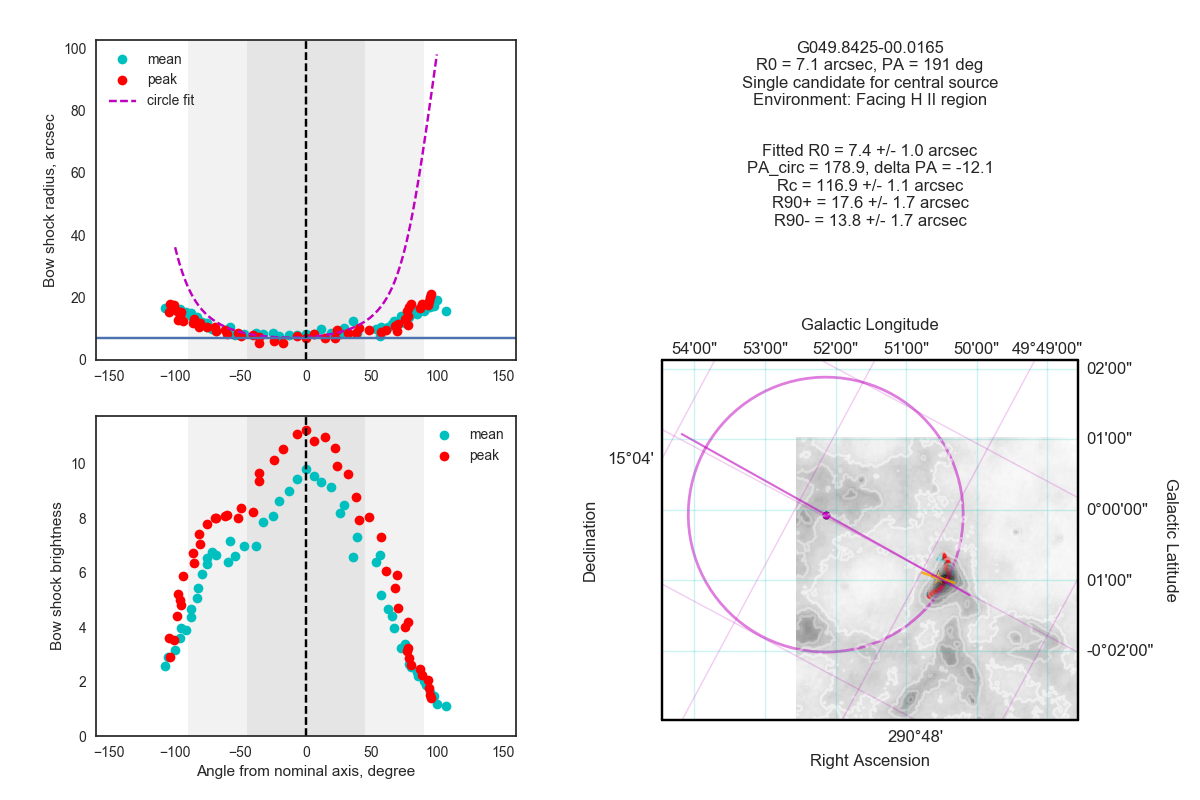 100
80
60
40
20
0
Bow shock radius, arcsec
mean
peak
circle fit
−150
−100
−50
0
50
100
150
10
8
6
4
2
0
Bow shock brightness
mean
peak
−150
−100
−50
0
50
100
150
Angle from nominal axis, degree
G049.8425-00.0165
R0 = 7.1 arcsec, PA = 191 deg
Single candidate for central source
Environment: Facing H II region
Fitted R0 = 7.4 +/- 1.0 arcsec
PA_circ = 178.9, delta PA = -12.1
Rc = 116.9 +/- 1.1 arcsec
R90+ = 17.6 +/- 1.7 arcsec
R90- = 13.8 +/- 1.7 arcsec
Galactic Longitude
54'00" 53'00" 52'00" 51'00" 50'00" 49°49'00"
02'00"
01'00"
0°00'00"
01'00"
-0°02'00"
Galactic Latitude
15°04'
Declination
290°48'
Right Ascension